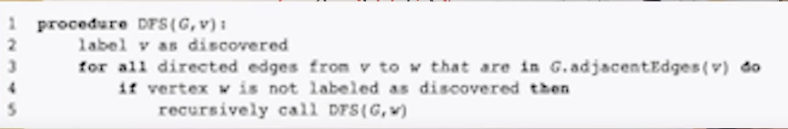 1 procedure DFS(G,v):
2 label v as discovered
3 for all directed edges from v to w that are in G.adjacentEdges(v) do
4 if vertex w is not labeled as discovered then
5 recursively call DFS(G,w)